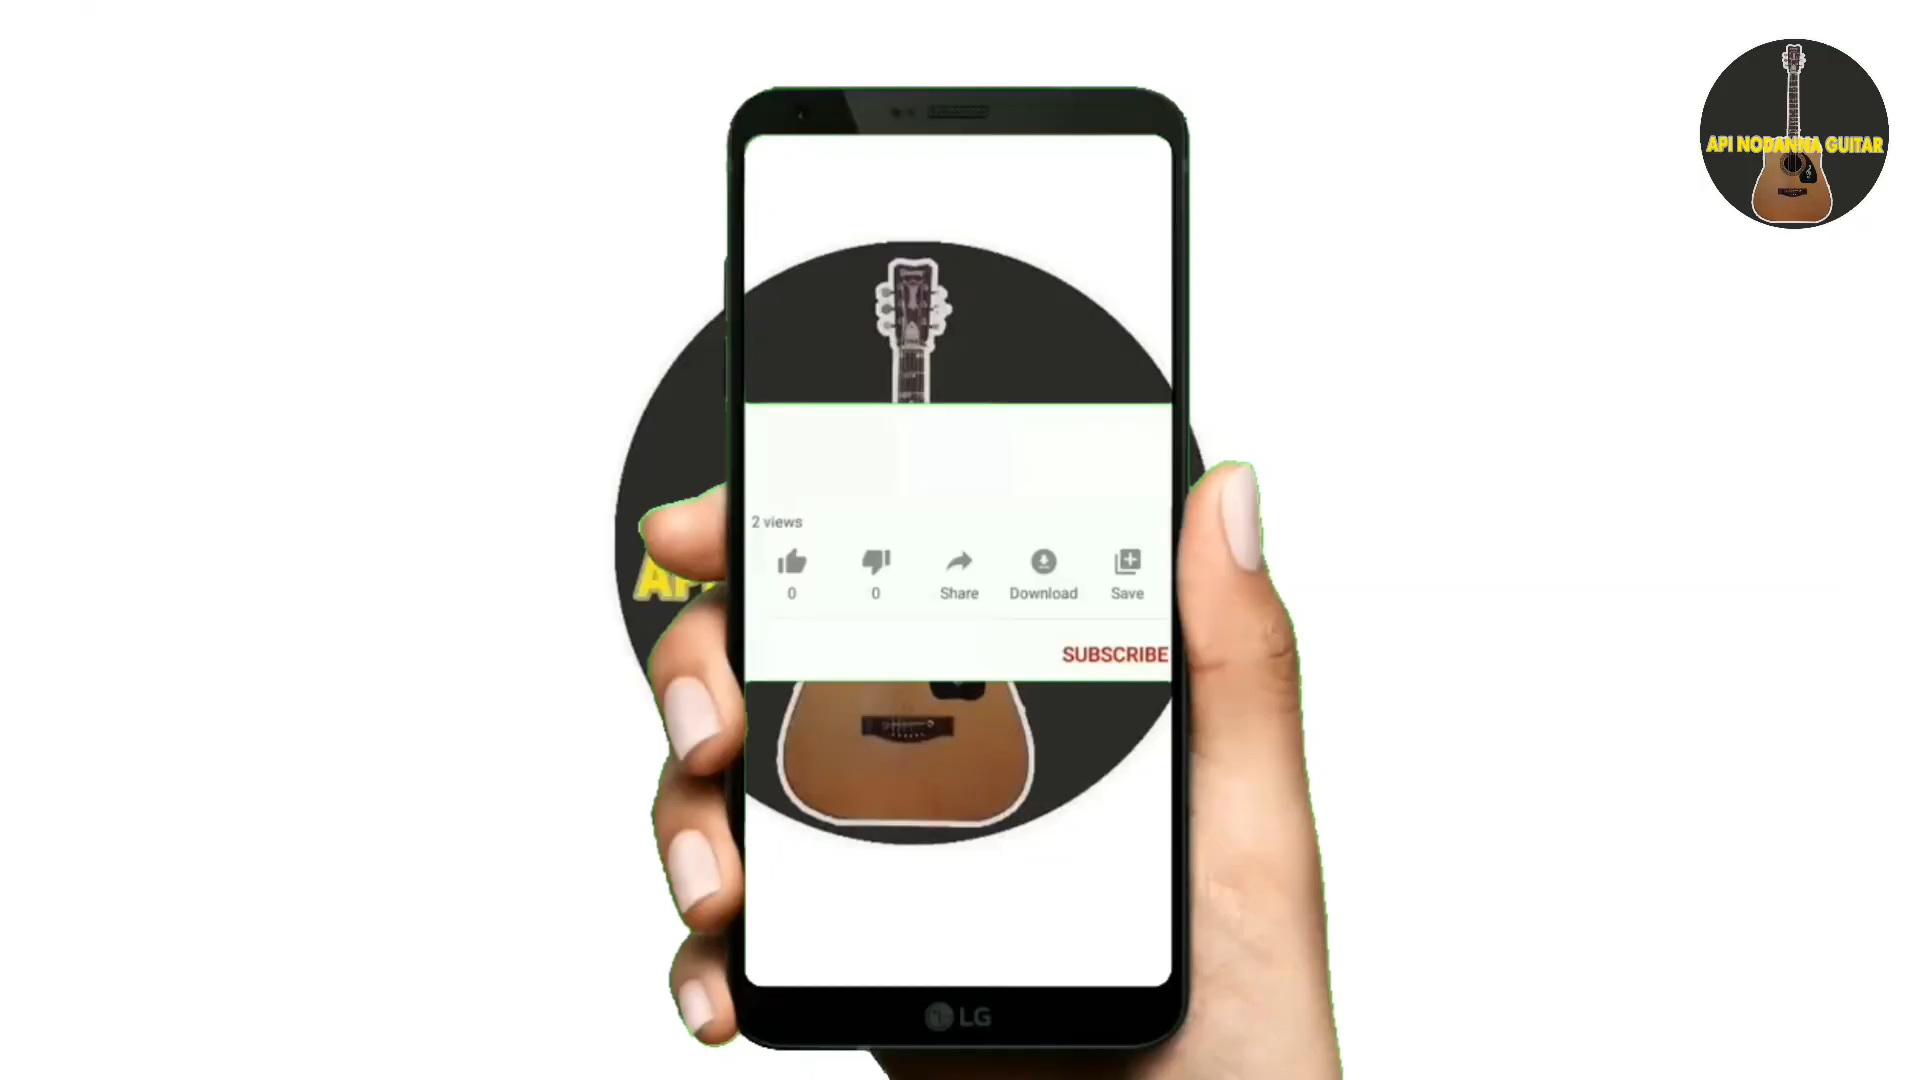 API NODANNA GUITAR
2 views
0
0
Share
Download
Save
SUBSCRIBE
LG